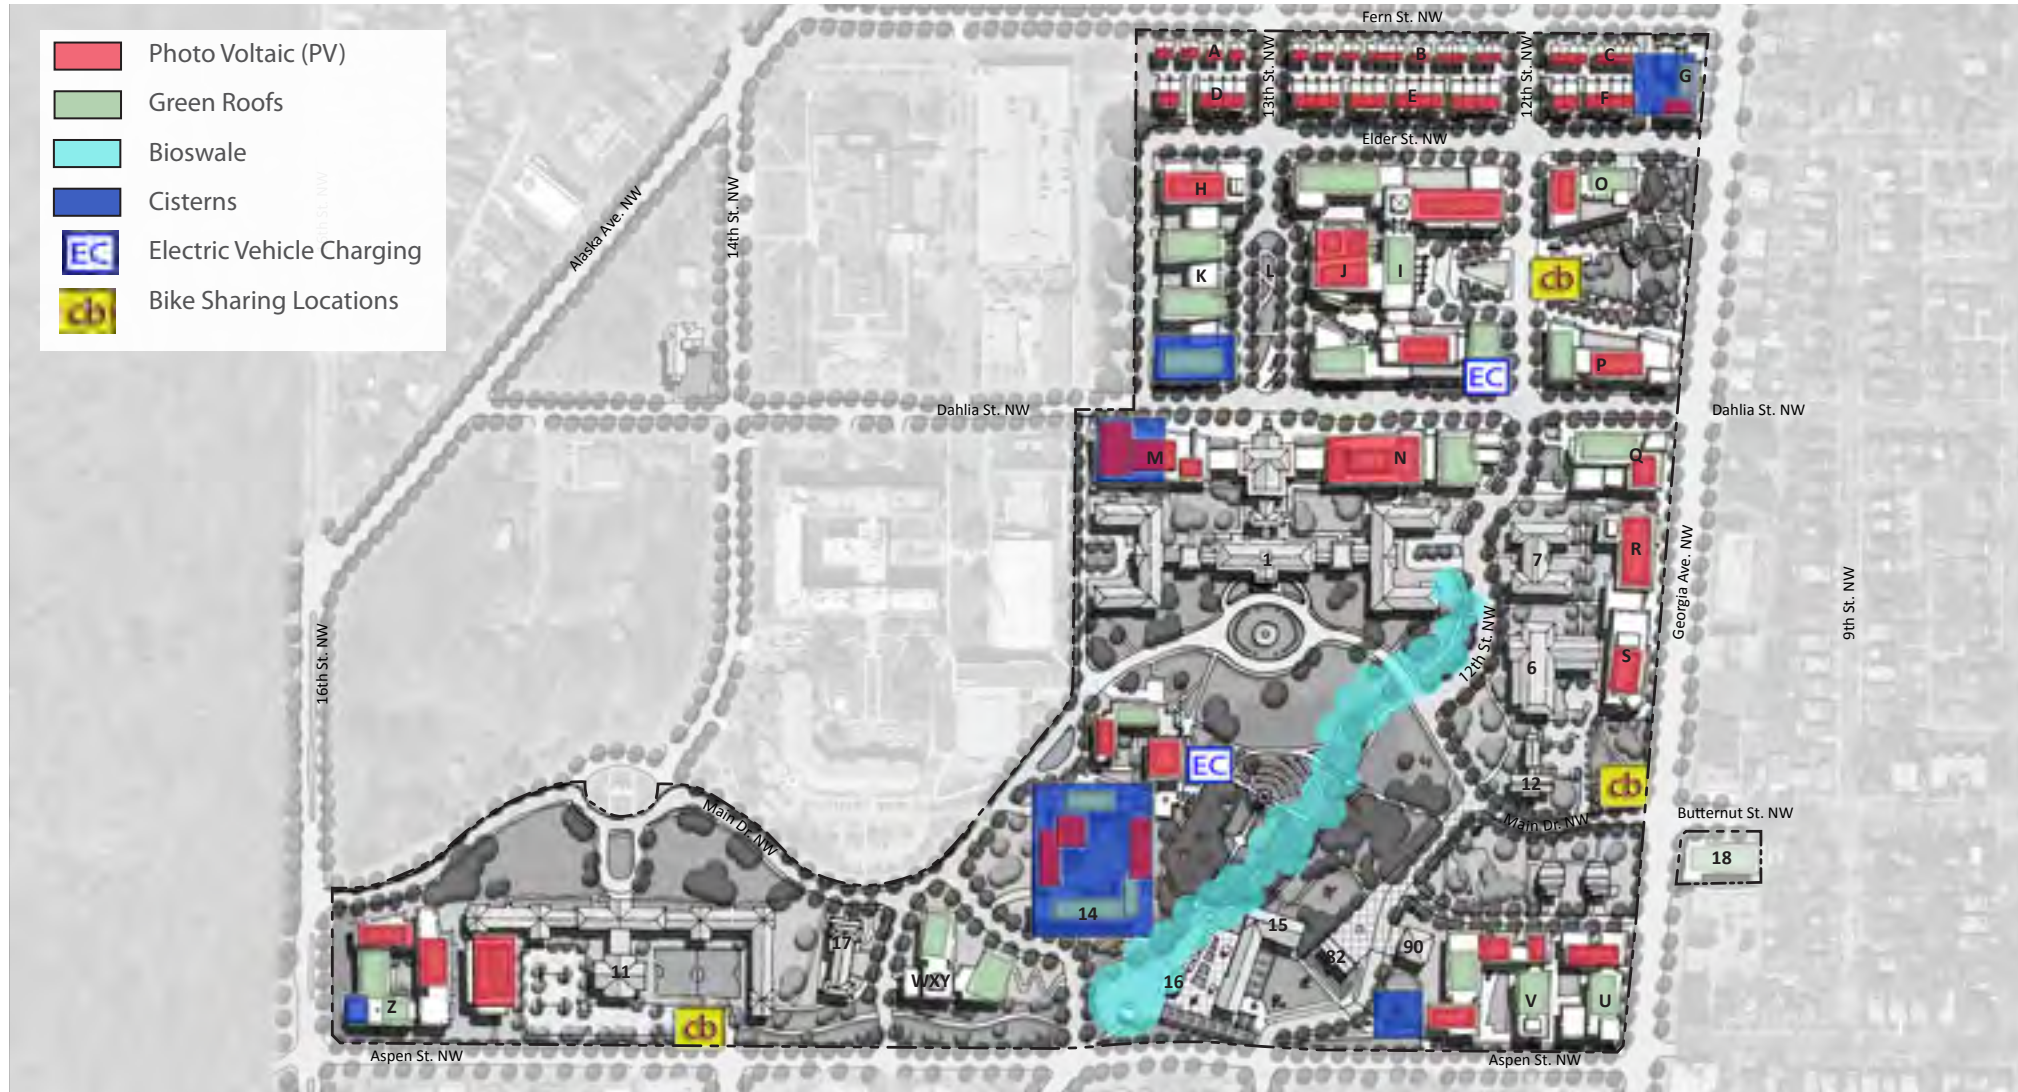 Fern St. NW
Photo Voltaic (PV)
Green Roofs
Bioswale
Cisterns
EC
Electric Vehicle Charging
cb
Bike Sharing Locations
A
13th St. NW
B
12th St. NW
C
G
D
E
F
Elder St. NW
Alaska Ave. NW
14th St. NW
H
O
K
L
J
I
cb
P
EC
Dahlia St. NW
Dahlia St. NW
M
N
Q
1
7
R
Georgia Ave. NW
9th St. NW
16th St. NW
12th St. NW
6
S
EC
12
cb
Main Dr. NW
Main Dr. NW
Butternut St. NW
18
14
15
17
11
90
82
WXY
16
Z
V
U
cb
Aspen St. NW
Aspen St. NW